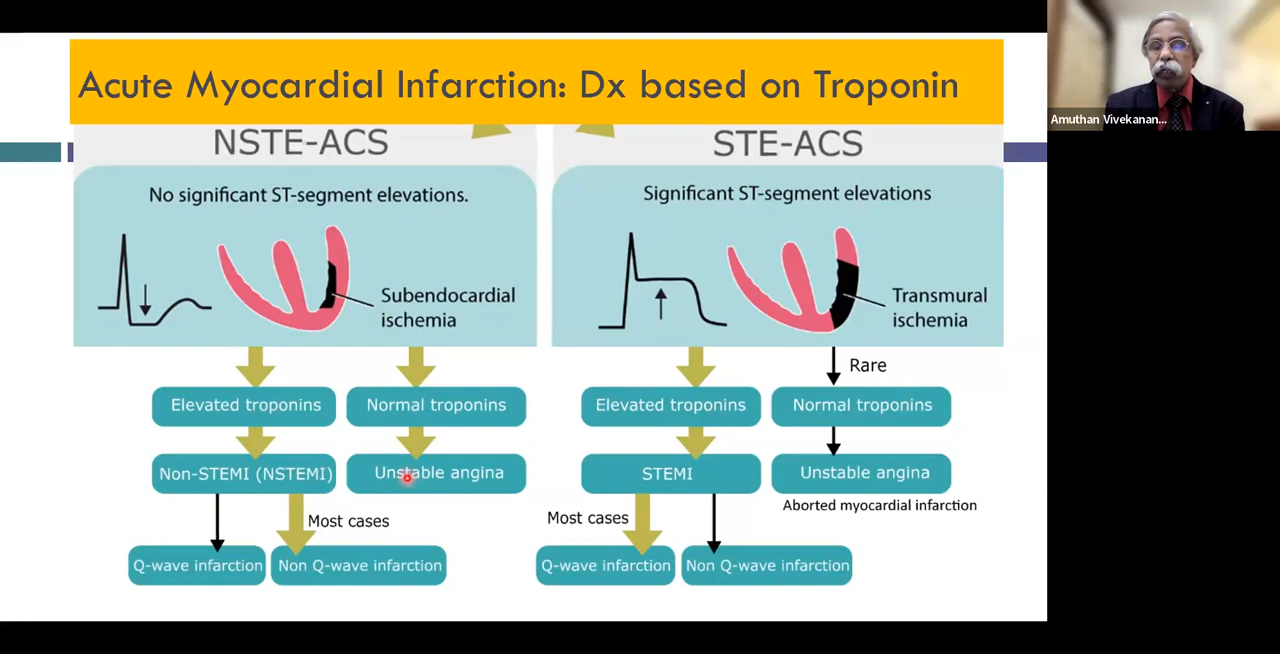 Acute Myocardial Infarction: Dx based on Troponin
Amuthan Vivekanan...
NSTE-ACS
No significant ST-segment elevations.
Subendocardial
ischemia
Elevated troponins
Normal troponins
Non-STEMI (NSTEMI)
Unstable angina
Most cases
Q-wave infarction
Non Q-wave infarction
STE-ACS
Significant ST-segment elevations
Transmural
ischemia
Rare
Elevated troponins
Normal troponins
STEMI
Unstable angina
Aborted myocardial infarction
Most cases
Q-wave infarction
Non Q-wave infarction